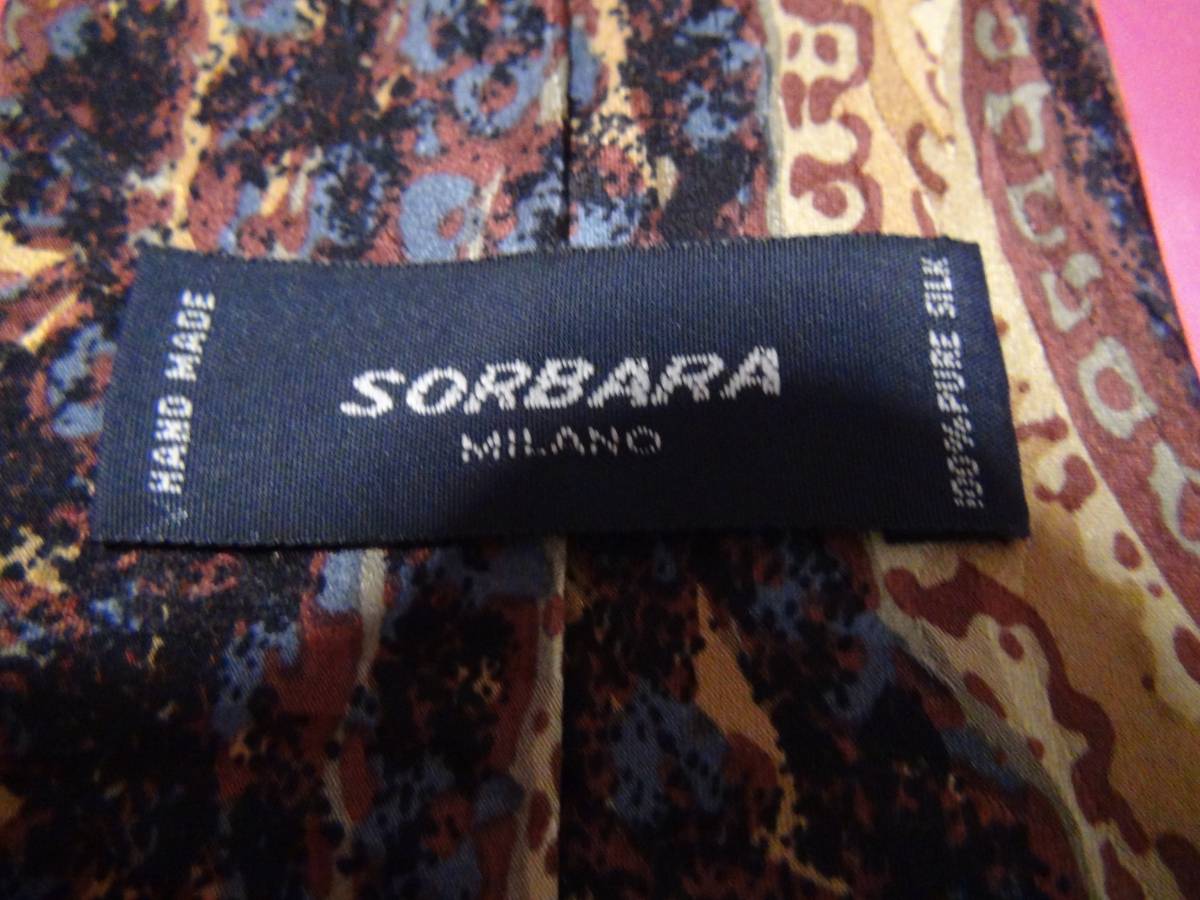 HAND MADE
SORBARA
MILANO
100% PURE SILK